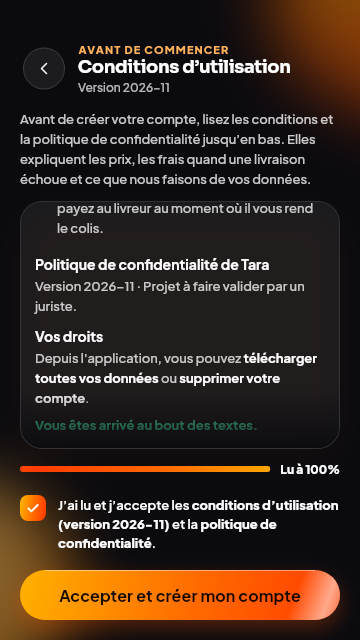 AVANT DE COMMENCER
Conditions d'utilisation
Version 2026-11
Avant de créer votre compte, lisez les conditions et
la politique de confidentialité jusqu'en bas. Elles
expliquent les prix, les frais quand une livraison
échoue et ce que nous faisons de vos données.
payez au livreur au moment où il vous rend
le colis.
Politique de confidentialité de Tara
Version 2026-11 · Projet à faire valider par un
juriste.
Vos droits
Depuis l'application, vous pouvez télécharger
toutes vos données ou supprimer votre
compte.
Vous êtes arrivé au bout des textes.
Lu à 100%
J'ai lu et j'accepte les conditions d'utilisation
(version 2026-11) et la politique de
confidentialité.
Accepter et créer mon compte